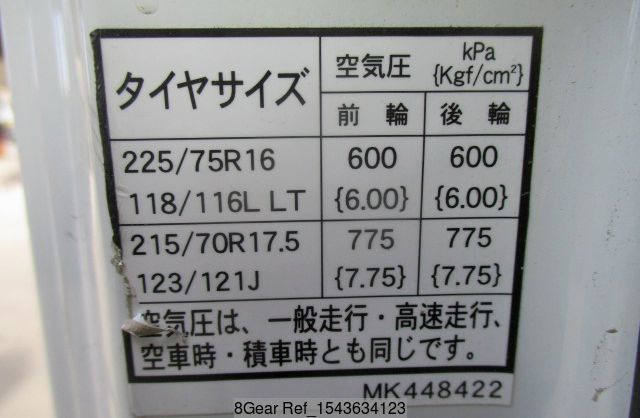 タイヤサイズ
空気圧 kPa {Kgf/cm²}
前輪 後輪
225/75R16 600 600
118/116L LT {6.00} {6.00}
215/70R17.5 775 775
123/121J {7.75} {7.75}
空気圧は、一般走行・高速走行、
空車時・積車時とも同じです。
MK448422
8Gear Ref_1543634123